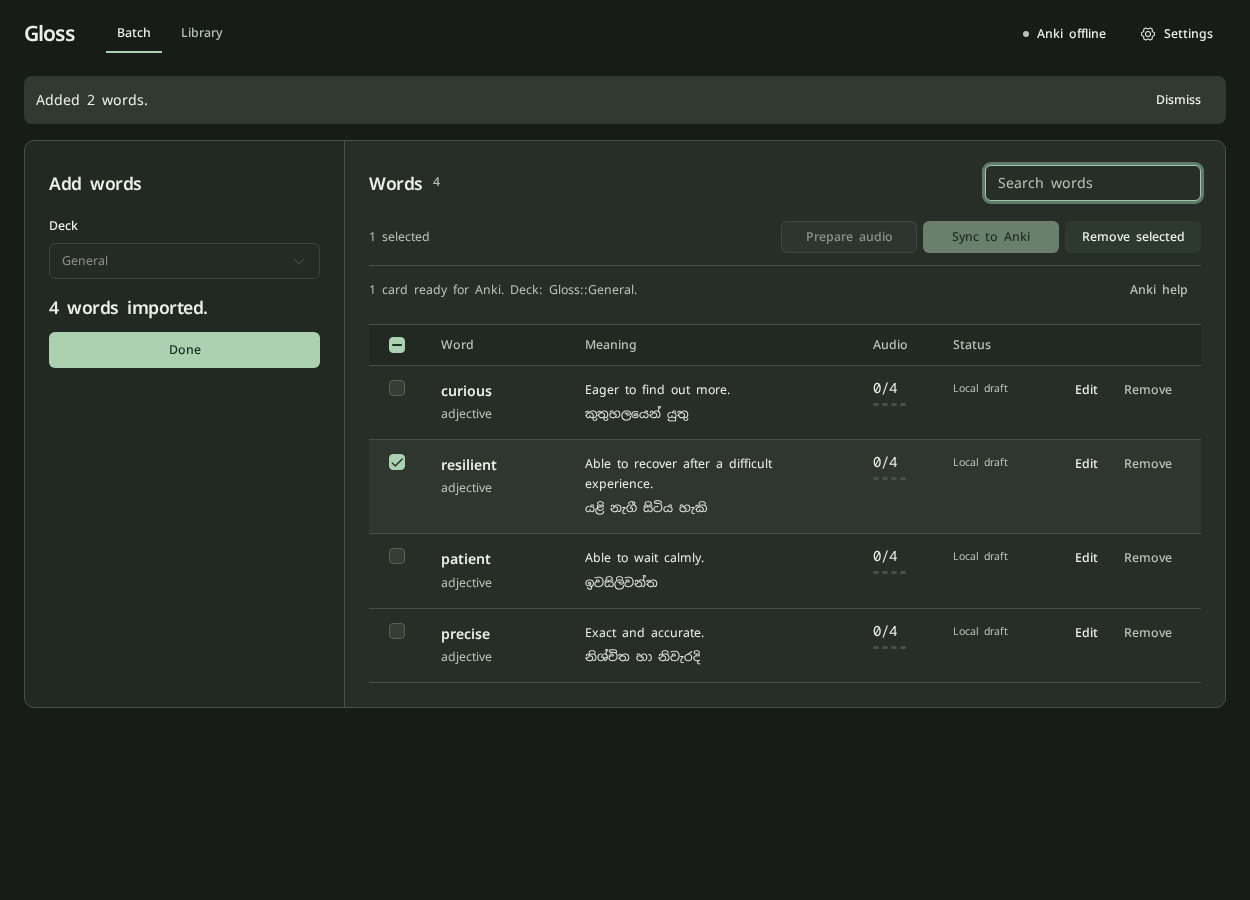 Gloss
Batch
Library
Anki offline
Settings
Added 2 words.
Dismiss
Add words
Deck
General
4 words imported.
Done
Words 4
Search words
1 selected
Prepare audio
Sync to Anki
Remove selected
1 card ready for Anki. Deck: Gloss::General.
Anki help
Word Meaning Audio Status
curious
adjective
Eager to find out more.
කුතුහලයෙන් යුතු
0/4
Local draft
Edit
Remove
resilient
adjective
Able to recover after a difficult
experience.
යළි නැගී සිටිය හැකි
0/4
Local draft
Edit
Remove
patient
adjective
Able to wait calmly.
ඉවසිලිවන්ත
0/4
Local draft
Edit
Remove
precise
adjective
Exact and accurate.
නිශ්චිත හා නිවැරදි
0/4
Local draft
Edit
Remove